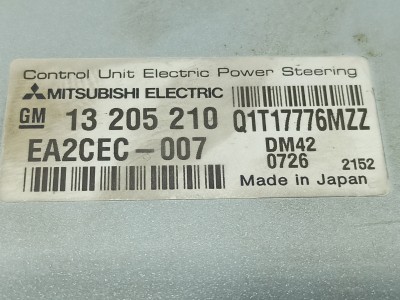 Control Unit Electric Power Steering
MITSUBISHI ELECTRIC
GM 13 205 210 Q1T17776MZZ
EA2CEC-007 DM42
0726 2152
Made in Japan